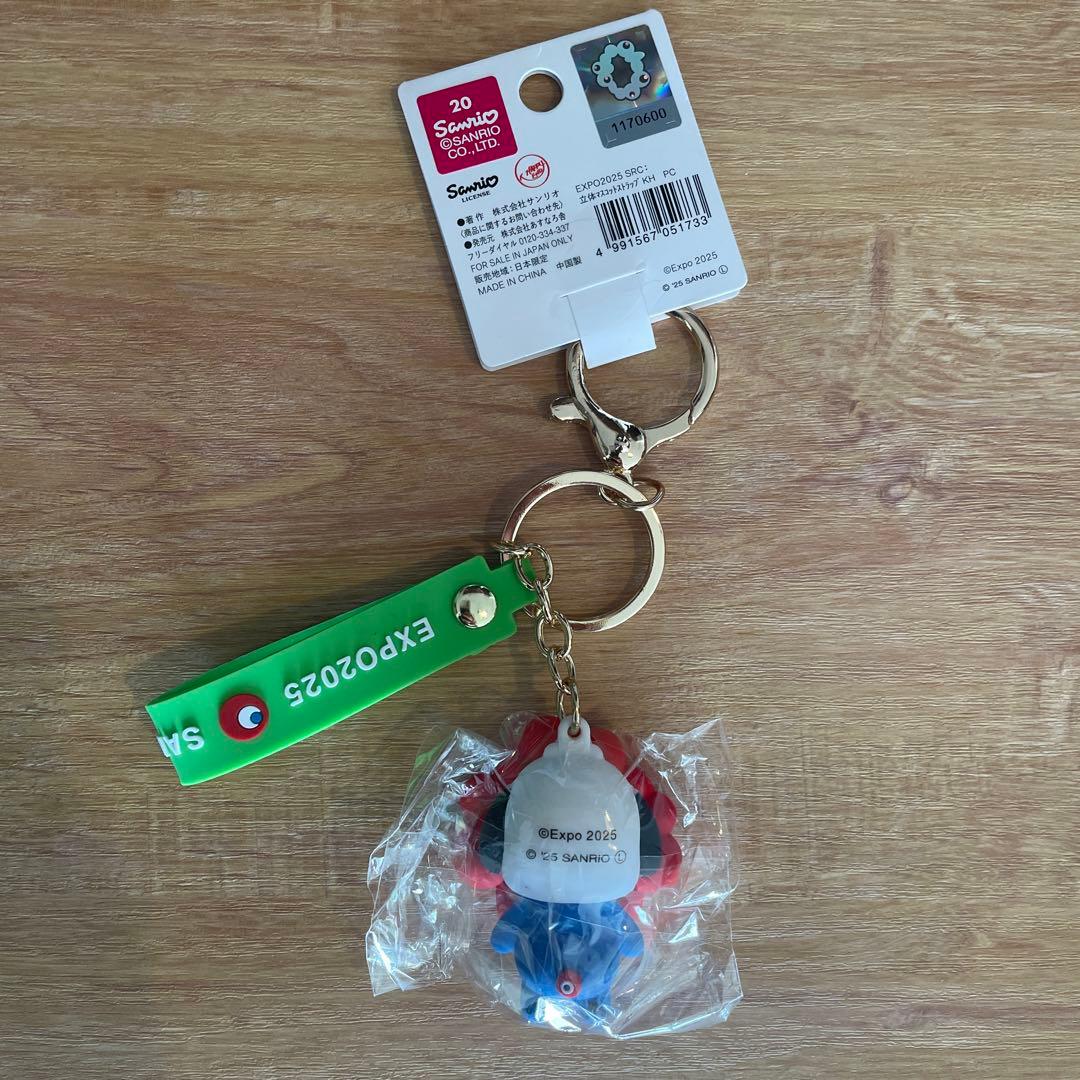 20
Sanrio
©SANRIO
CO.,LTD.
1170600
Sanrio
LICENSE
●著作 株式会社サンリオ
(商品に関するお問い合わせ先)
●発売元 株式会社あすなろ舎
フリーダイヤル 0120-334-337
FOR SALE IN JAPAN ONLY
販売地域:日本限定
MADE IN CHINA 中国製
EXPO2025 SRC:
立体マスコットストラップ KH PC
4 991567 051733
©Expo 2025
© '25 SANRIO Ⓛ
EXPO2025
SA
©Expo 2025
© '25 SANRIO Ⓛ